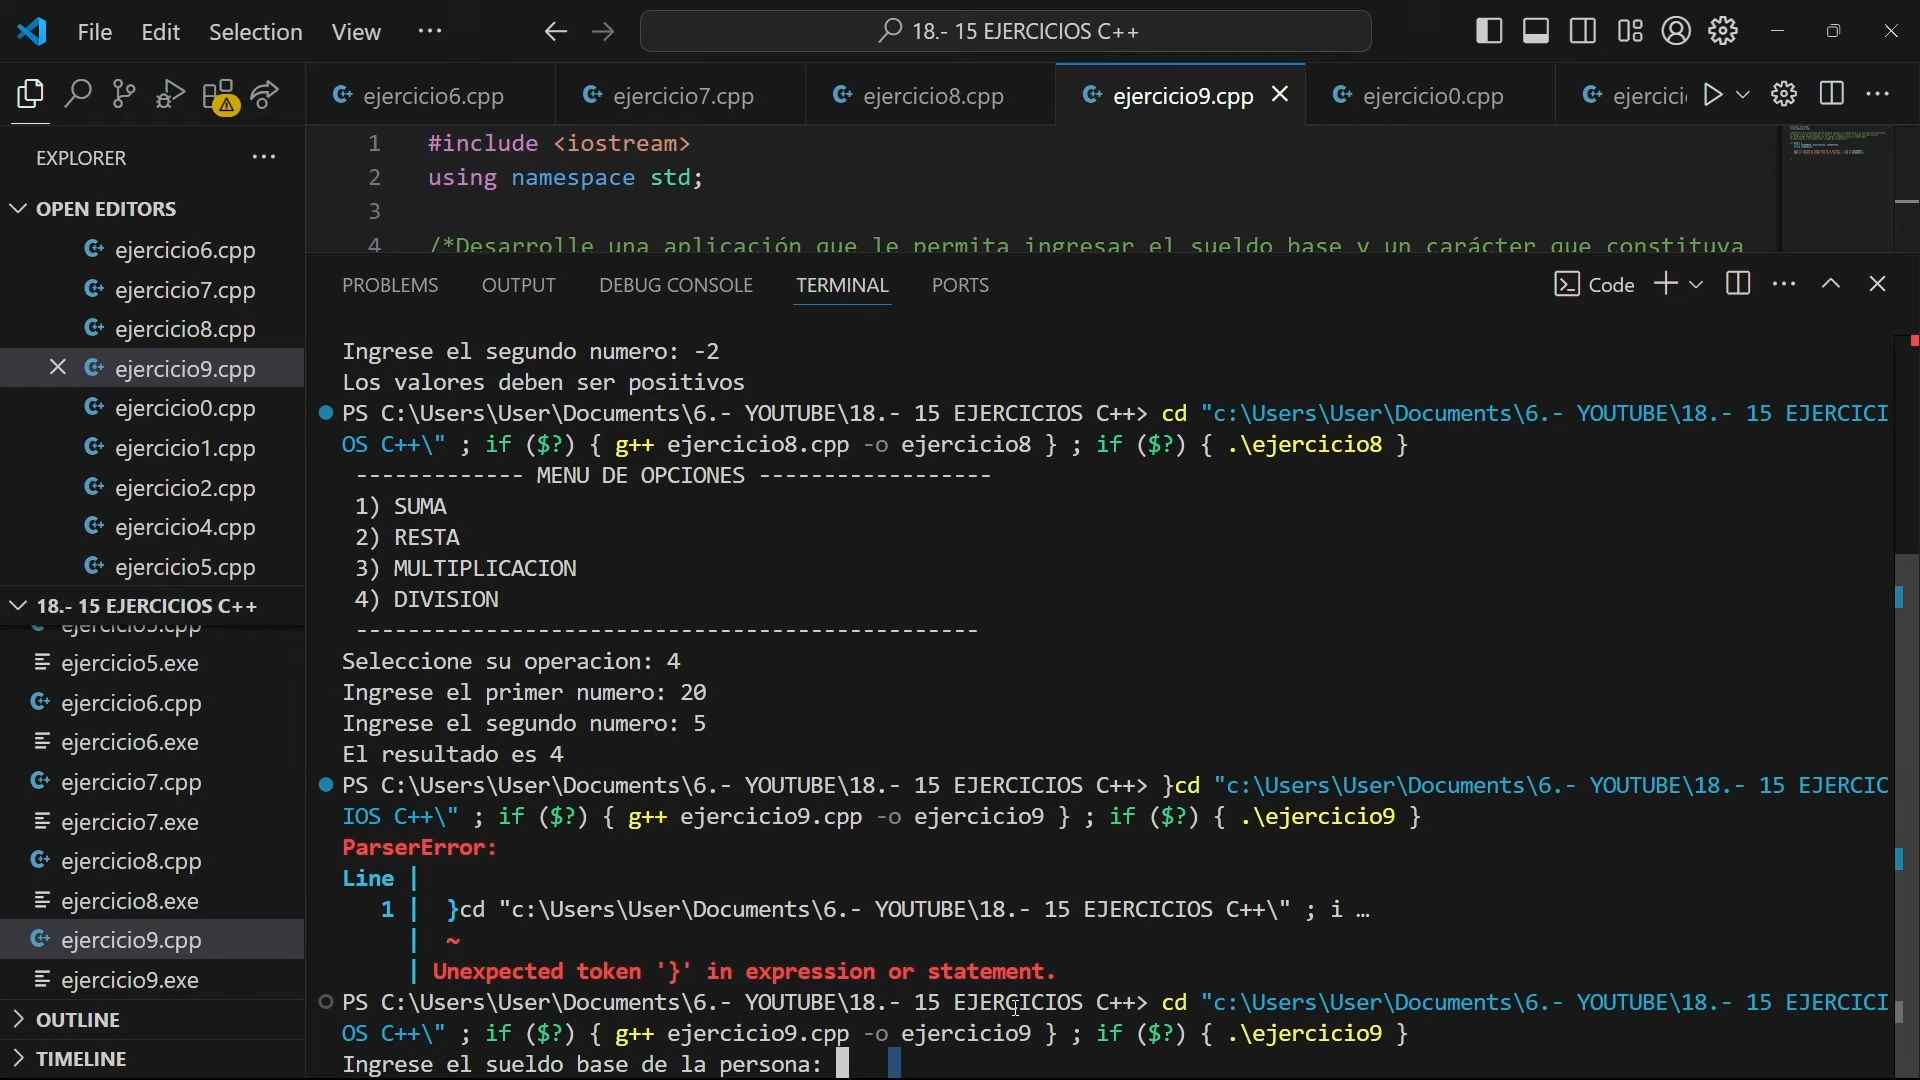 File Edit Selection View ···
18.- 15 EJERCICIOS C++
ejercicio6.cpp ejercicio7.cpp ejercicio8.cpp ejercicio9.cpp ejercicio0.cpp ejercici
EXPLORER
OPEN EDITORS
ejercicio6.cpp
ejercicio7.cpp
ejercicio8.cpp
ejercicio9.cpp
ejercicio0.cpp
ejercicio1.cpp
ejercicio2.cpp
ejercicio4.cpp
ejercicio5.cpp
18.- 15 EJERCICIOS C++
ejercicio5.cpp
ejercicio5.exe
ejercicio6.cpp
ejercicio6.exe
ejercicio7.cpp
ejercicio7.exe
ejercicio8.cpp
ejercicio8.exe
ejercicio9.cpp
ejercicio9.exe
OUTLINE
TIMELINE
1 #include <iostream>
2 using namespace std;
3
4 /*Desarrolle una aplicación que le permita ingresar el sueldo base y un carácter que constituya
PROBLEMS OUTPUT DEBUG CONSOLE TERMINAL PORTS
Code
Ingrese el segundo numero: -2
Los valores deben ser positivos
PS C:\Users\User\Documents\6.- YOUTUBE\18.- 15 EJERCICIOS C++> cd "c:\Users\User\Documents\6.- YOUTUBE\18.- 15 EJERCICI
OS C++\" ; if ($?) { g++ ejercicio8.cpp -o ejercicio8 } ; if ($?) { .\ejercicio8 }
------------- MENU DE OPCIONES ------------------
1) SUMA
2) RESTA
3) MULTIPLICACION
4) DIVISION
------------------------------------------------
Seleccione su operacion: 4
Ingrese el primer numero: 20
Ingrese el segundo numero: 5
El resultado es 4
PS C:\Users\User\Documents\6.- YOUTUBE\18.- 15 EJERCICIOS C++> }cd "c:\Users\User\Documents\6.- YOUTUBE\18.- 15 EJERCIC
IOS C++\" ; if ($?) { g++ ejercicio9.cpp -o ejercicio9 } ; if ($?) { .\ejercicio9 }
ParserError:
Line |
1 | }cd "c:\Users\User\Documents\6.- YOUTUBE\18.- 15 EJERCICIOS C++\" ; i …
| ~
| Unexpected token '}' in expression or statement.
PS C:\Users\User\Documents\6.- YOUTUBE\18.- 15 EJERCICIOS C++> cd "c:\Users\User\Documents\6.- YOUTUBE\18.- 15 EJERCICI
OS C++\" ; if ($?) { g++ ejercicio9.cpp -o ejercicio9 } ; if ($?) { .\ejercicio9 }
Ingrese el sueldo base de la persona: